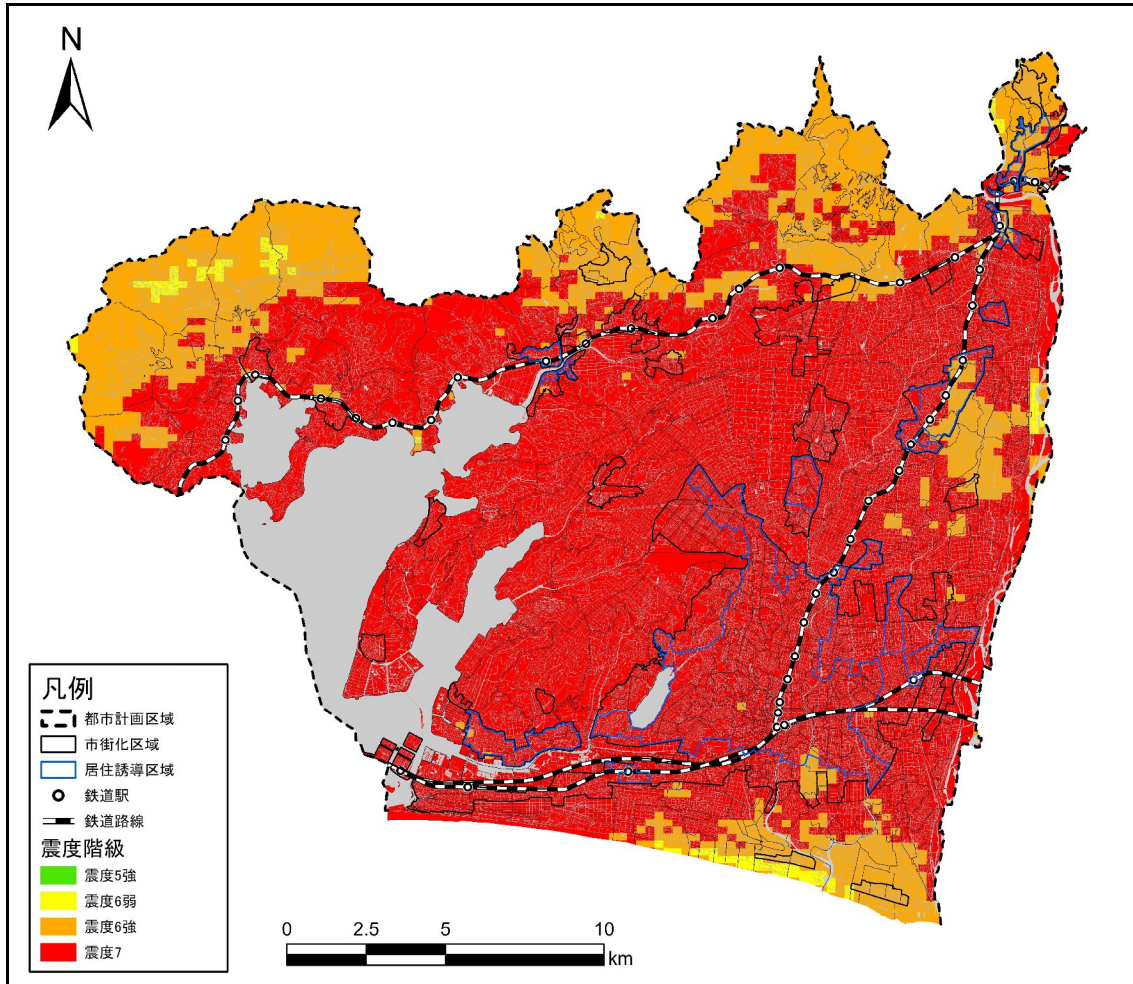 N
凡例
都市計画区域
市街化区域
居住誘導区域
鉄道駅
鉄道路線
震度階級
震度5強
震度6弱
震度6強
震度7
0 2.5 5 10
km